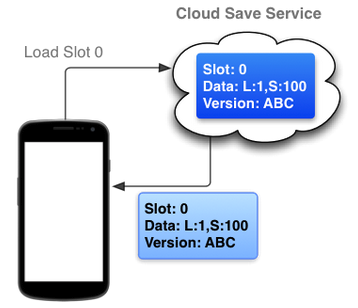 Cloud Save Service
Load Slot 0
Slot: 0
Data: L:1,S:100
Version: ABC
Slot: 0
Data: L:1,S:100
Version: ABC